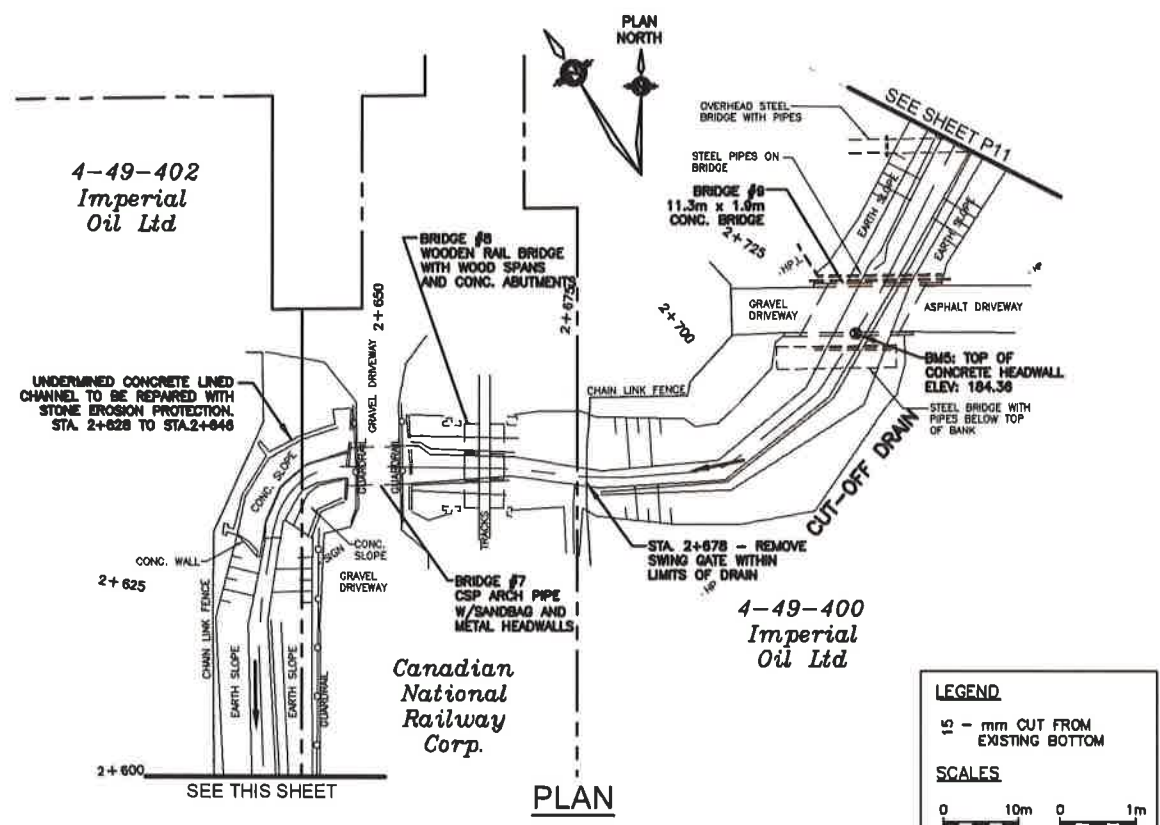 PLAN
NORTH
SEE SHEET P11
OVERHEAD STEEL
BRIDGE WITH PIPES
STEEL PIPES ON
BRIDGE
BRIDGE #9
11.3m x 1.9m
CONC. BRIDGE
EARTH SLOPE
EARTH SLOPE
2+725
HP
HP
GRAVEL
DRIVEWAY
ASPHALT DRIVEWAY
2+700
BM5: TOP OF
CONCRETE HEADWALL
ELEV: 184.36
STEEL BRIDGE WITH
PIPES BELOW TOP
OF BANK
CUT-OFF DRAIN
4-49-402
Imperial
Oil Ltd
BRIDGE #8
WOODEN RAIL BRIDGE
WITH WOOD SPANS
AND CONC. ABUTMENTS
2+650
2+675
GRAVEL DRIVEWAY
CHAIN LINK FENCE
UNDERMINED CONCRETE LINED
CHANNEL TO BE REPAIRED WITH
STONE EROSION PROTECTION.
STA. 2+628 TO STA.2+646
CONC. SLOPE
GUARDRAIL
GUARDRAIL
TRACKS
CONC. WALL
CONC.
SLOPE
SIGN
GRAVEL
DRIVEWAY
2+625
BRIDGE #7
CSP ARCH PIPE
W/SANDBAG AND
METAL HEADWALLS
STA. 2+678 - REMOVE
SWING GATE WITHIN
LIMITS OF DRAIN
HP
4-49-400
Imperial
Oil Ltd
CHAIN LINK FENCE
EARTH SLOPE
EARTH SLOPE
GUARDRAIL
Canadian
National
Railway
Corp.
2+600
SEE THIS SHEET
PLAN
LEGEND
15 - mm CUT FROM
EXISTING BOTTOM
SCALES
0 10m 0 1m